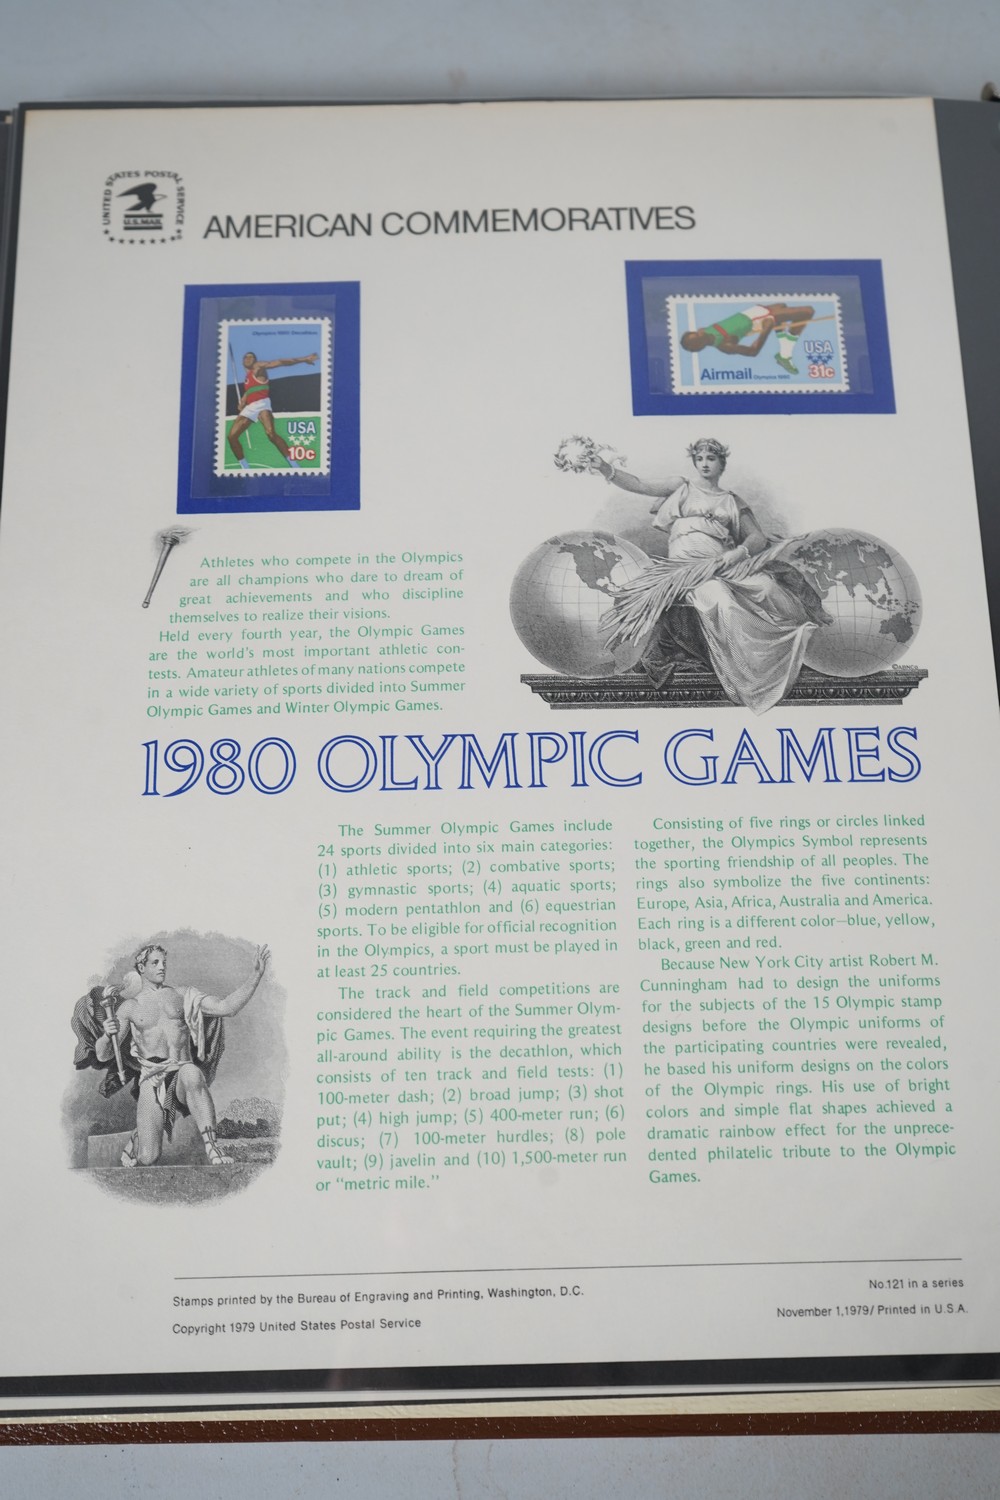 UNITED STATES POSTAL SERVICE
U.S.MAIL
AMERICAN COMMEMORATIVES
Olympics 1980 Decathlon
USA
10c
USA
31c
Airmail Olympics 1980
Athletes who compete in the Olympics
are all champions who dare to dream of
great achievements and who discipline
themselves to realize their visions.
Held every fourth year, the Olympic Games
are the world's most important athletic con-
tests. Amateur athletes of many nations compete
in a wide variety of sports divided into Summer
Olympic Games and Winter Olympic Games.
©ABNCo
1980 OLYMPIC GAMES
The Summer Olympic Games include
24 sports divided into six main categories:
(1) athletic sports; (2) combative sports;
(3) gymnastic sports; (4) aquatic sports;
(5) modern pentathlon and (6) equestrian
sports. To be eligible for official recognition
in the Olympics, a sport must be played in
at least 25 countries.
The track and field competitions are
considered the heart of the Summer Olym-
pic Games. The event requiring the greatest
all-around ability is the decathlon, which
consists of ten track and field tests: (1)
100-meter dash; (2) broad jump; (3) shot
put; (4) high jump; (5) 400-meter run; (6)
discus; (7) 100-meter hurdles; (8) pole
vault; (9) javelin and (10) 1,500-meter run
or "metric mile."
Consisting of five rings or circles linked
together, the Olympics Symbol represents
the sporting friendship of all peoples. The
rings also symbolize the five continents:
Europe, Asia, Africa, Australia and America.
Each ring is a different color—blue, yellow,
black, green and red.
Because New York City artist Robert M.
Cunningham had to design the uniforms
for the subjects of the 15 Olympic stamp
designs before the Olympic uniforms of
the participating countries were revealed,
he based his uniform designs on the colors
of the Olympic rings. His use of bright
colors and simple flat shapes achieved a
dramatic rainbow effect for the unprece-
dented philatelic tribute to the Olympic
Games.
Stamps printed by the Bureau of Engraving and Printing, Washington, D.C.
Copyright 1979 United States Postal Service
No.121 in a series
November 1,1979/ Printed in U.S.A.